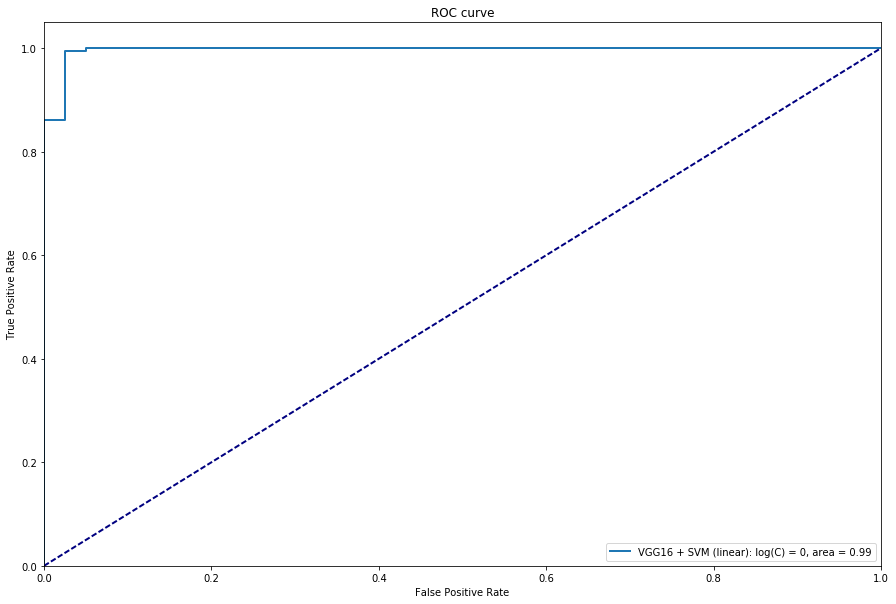 ROC curve
1.0
0.8
0.6
0.4
0.2
0.0
True Positive Rate
VGG16 + SVM (linear): log(C) = 0, area = 0.99
0.0 0.2 0.4 0.6 0.8 1.0
False Positive Rate